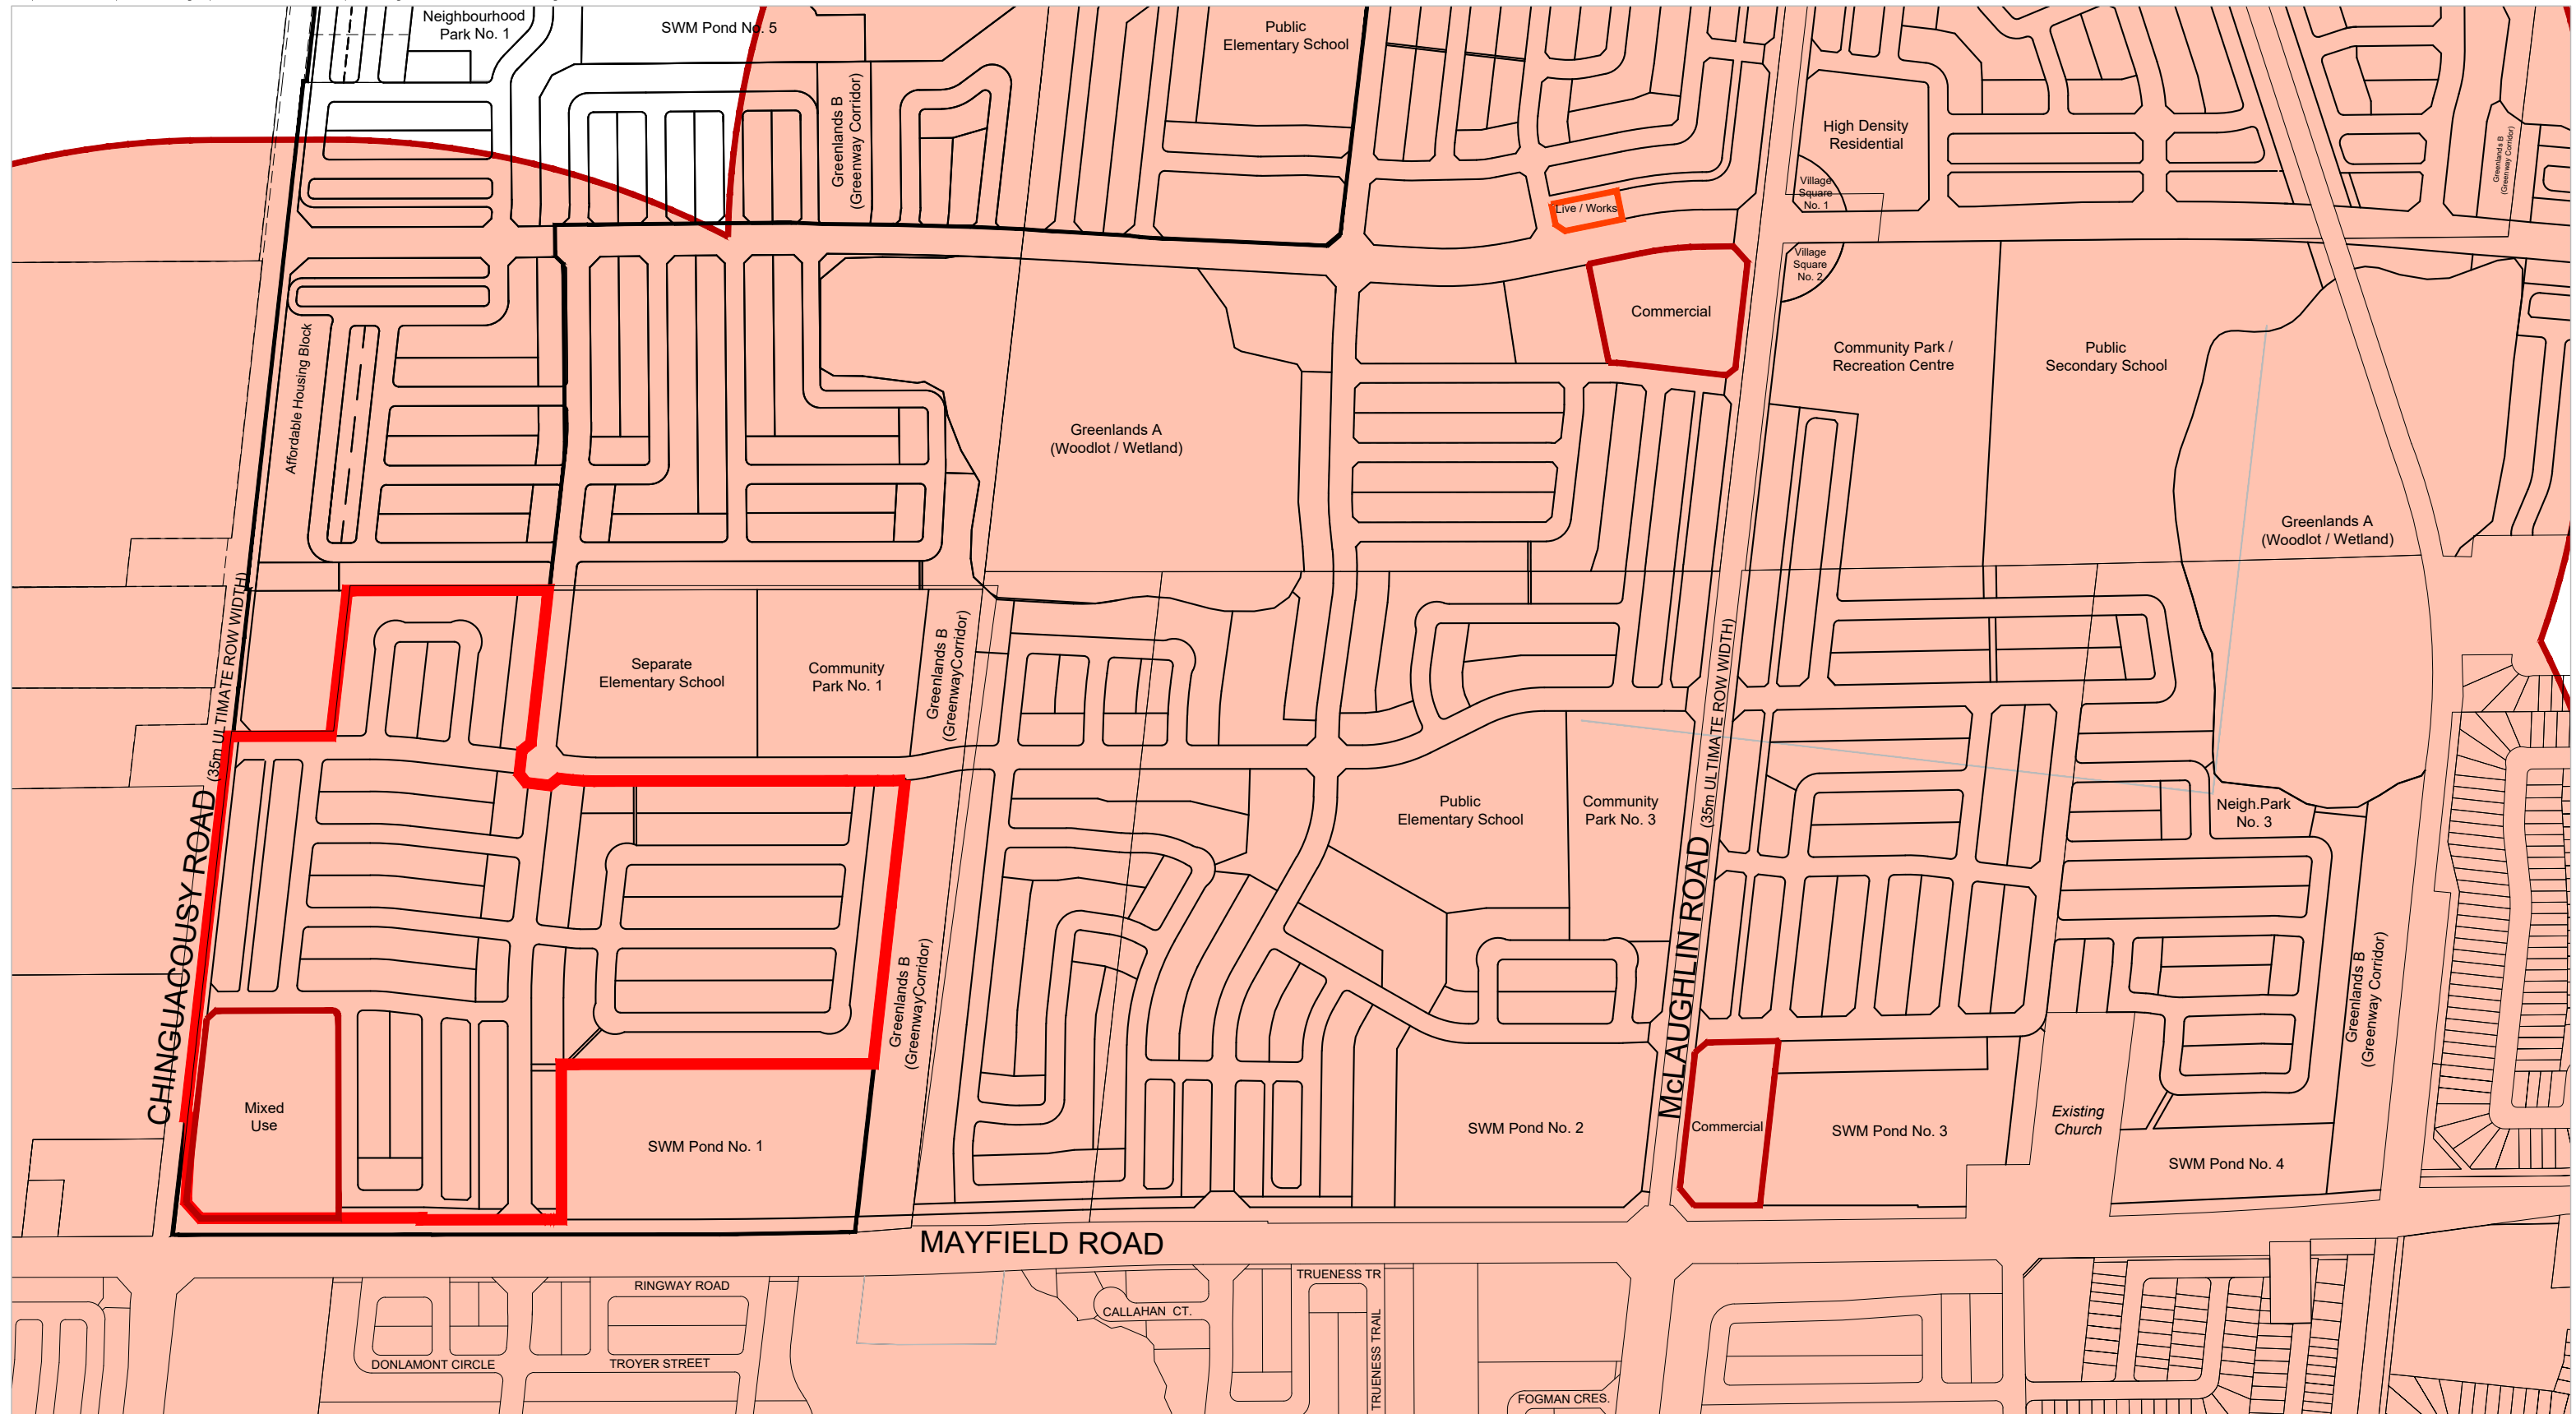 Neighbourhood
Park No. 1
SWM Pond No. 5
Public
Elementary School
Greenlands B
(Greenway Corridor)
High Density
Residential
Village
Square
No. 1
Greenlands B
(Greenway Corridor)
Live / Works
Village
Square
No. 2
Commercial
Affordable Housing Block
Community Park /
Recreation Centre
Public
Secondary School
Greenlands A
(Woodlot / Wetland)
Greenlands A
(Woodlot / Wetland)
Separate
Elementary School
Community
Park No. 1
Greenlands B
(GreenwayCorridor)
CHINGUACOUSY ROAD
(35m ULTIMATE ROW WIDTH)
McLAUGHLIN ROAD
(35m ULTIMATE ROW WIDTH)
Public
Elementary School
Community
Park No. 3
Neigh.Park
No. 3
Greenlands B
(GreenwayCorridor)
Greenlands B
(Greenway Corridor)
Mixed
Use
SWM Pond No. 1
SWM Pond No. 2
Commercial
SWM Pond No. 3
Existing
Church
SWM Pond No. 4
MAYFIELD ROAD
RINGWAY ROAD
TRUENESS TR
CALLAHAN CT.
TRUENESS TRAIL
DONLAMONT CIRCLE
TROYER STREET
FOGMAN CRES.